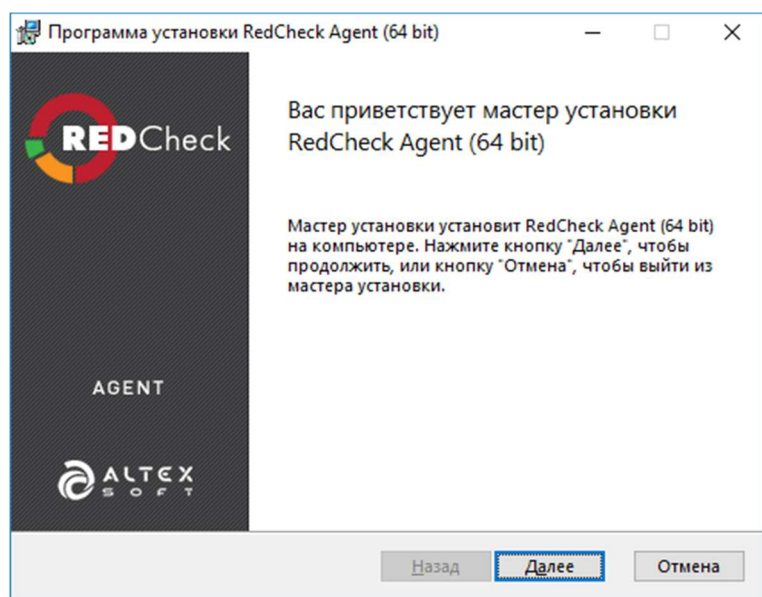 Программа установки RedCheck Agent (64 bit)
REDCheck
Вас приветствует мастер установки
RedCheck Agent (64 bit)
Мастер установки установит RedCheck Agent (64 bit)
на компьютере. Нажмите кнопку "Далее", чтобы
продолжить, или кнопку "Отмена", чтобы выйти из
мастера установки.
AGENT
ALTEX
SOFT
Назад Далее Отмена